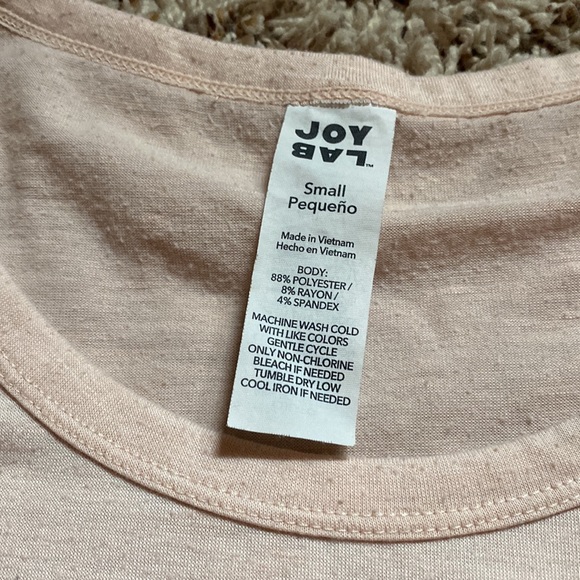 JOY
LAB™
Small
Pequeño
Made in Vietnam
Hecho en Vietnam
BODY:
88% POLYESTER /
8% RAYON /
4% SPANDEX
MACHINE WASH COLD
WITH LIKE COLORS
GENTLE CYCLE
ONLY NON-CHLORINE
BLEACH IF NEEDED
TUMBLE DRY LOW
COOL IRON IF NEEDED